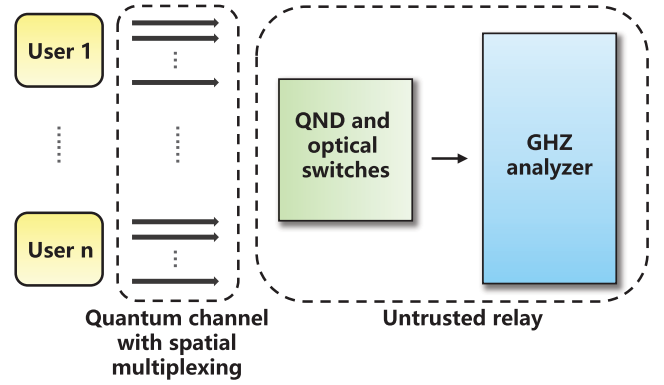 User 1
QND and
optical
switches
GHZ
analyzer
User n
Quantum channel
with spatial
multiplexing
Untrusted relay